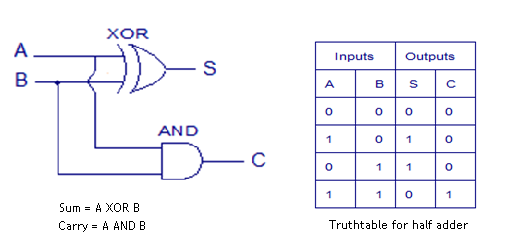 XOR
A
B
S
AND
C
Sum = A XOR B
Carry = A AND B
Inputs Outputs
A B S C
0 0 0 0
1 0 1 0
0 1 1 0
1 1 0 1
Truthtable for half adder